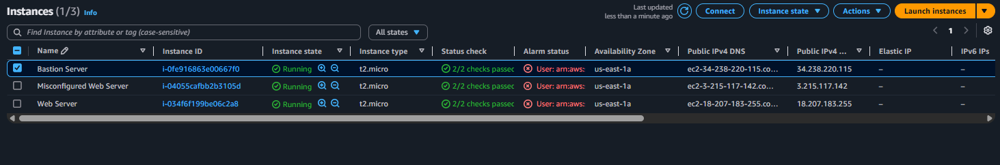 Instances (1/3) Info
Last updated less than a minute ago
Connect Instance state Actions Launch instances
Find Instance by attribute or tag (case-sensitive) All states 1
Name Instance ID Instance state Instance type Status check Alarm status Availability Zone Public IPv4 DNS Public IPv4 ... Elastic IP IPv6 IPs
Bastion Server i-0fe916863e00667f0 Running t2.micro 2/2 checks passec User: arn:aws: us-east-1a ec2-34-238-220-115.co... 34.238.220.115 – –
Misconfigured Web Server i-04055cafbb2b3105d Running t2.micro 2/2 checks passec User: arn:aws: us-east-1a ec2-3-215-117-142.co... 3.215.117.142 – –
Web Server i-034f6f199be06c2a8 Running t2.micro 2/2 checks passec User: arn:aws: us-east-1a ec2-18-207-183-255.co... 18.207.183.255 – –